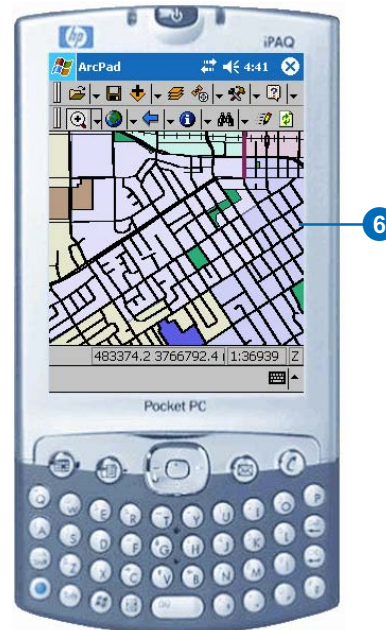 hp
iPAQ
ArcPad 4:41
6
483374.2 3766792.4 1:36939 Z
Pocket PC
Q W E R T Y U I O P
A S D F G H J K L
Z X C V B N M